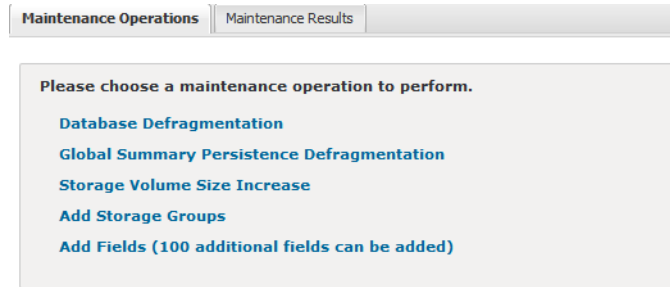 Maintenance Operations
Maintenance Results
Please choose a maintenance operation to perform.
Database Defragmentation
Global Summary Persistence Defragmentation
Storage Volume Size Increase
Add Storage Groups
Add Fields (100 additional fields can be added)